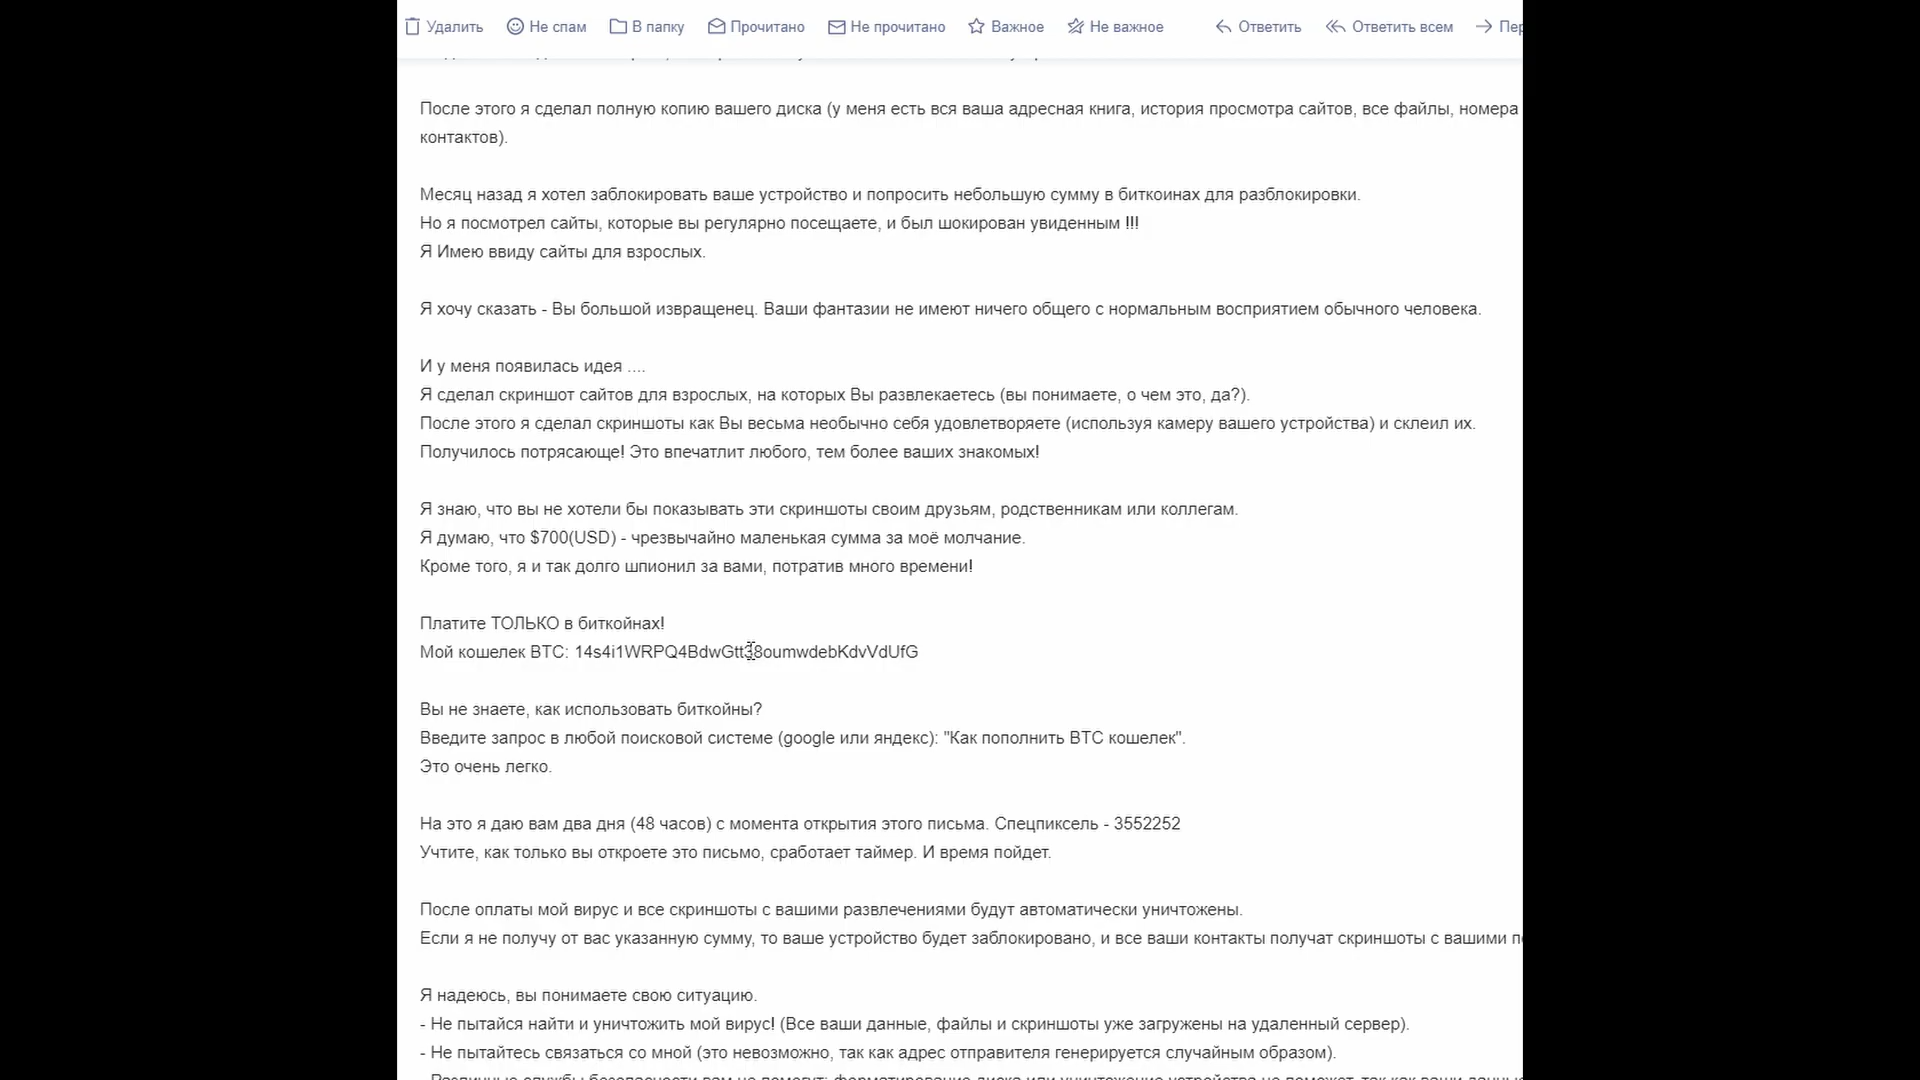 Удалить Не спам В папку Прочитано Не прочитано Важное Не важное Ответить Ответить всем Пер
После этого я сделал полную копию вашего диска (у меня есть вся ваша адресная книга, история просмотра сайтов, все файлы, номера
контактов).
Месяц назад я хотел заблокировать ваше устройство и попросить небольшую сумму в биткоинах для разблокировки.
Но я посмотрел сайты, которые вы регулярно посещаете, и был шокирован увиденным !!!
Я Имею ввиду сайты для взрослых.
Я хочу сказать - Вы большой извращенец. Ваши фантазии не имеют ничего общего с нормальным восприятием обычного человека.
И у меня появилась идея ....
Я сделал скриншот сайтов для взрослых, на которых Вы развлекаетесь (вы понимаете, о чем это, да?).
После этого я сделал скриншоты как Вы весьма необычно себя удовлетворяете (используя камеру вашего устройства) и склеил их.
Получилось потрясающе! Это впечатлит любого, тем более ваших знакомых!
Я знаю, что вы не хотели бы показывать эти скриншоты своим друзьям, родственникам или коллегам.
Я думаю, что $700(USD) - чрезвычайно маленькая сумма за моё молчание.
Кроме того, я и так долго шпионил за вами, потратив много времени!
Платите ТОЛЬКО в биткойнах!
Мой кошелек BTC: 14s4i1WRPQ4BdwGtt38oumwdebKdvVdUfG
Вы не знаете, как использовать биткойны?
Введите запрос в любой поисковой системе (google или яндекс): "Как пополнить BTC кошелек".
Это очень легко.
На это я даю вам два дня (48 часов) с момента открытия этого письма. Спецпиксель - 3552252
Учтите, как только вы откроете это письмо, сработает таймер. И время пойдет.
После оплаты мой вирус и все скриншоты с вашими развлечениями будут автоматически уничтожены.
Если я не получу от вас указанную сумму, то ваше устройство будет заблокировано, и все ваши контакты получат скриншоты с вашими
Я надеюсь, вы понимаете свою ситуацию.
- Не пытайся найти и уничтожить мой вирус! (Все ваши данные, файлы и скриншоты уже загружены на удаленный сервер).
- Не пытайтесь связаться со мной (это невозможно, так как адрес отправителя генерируется случайным образом).